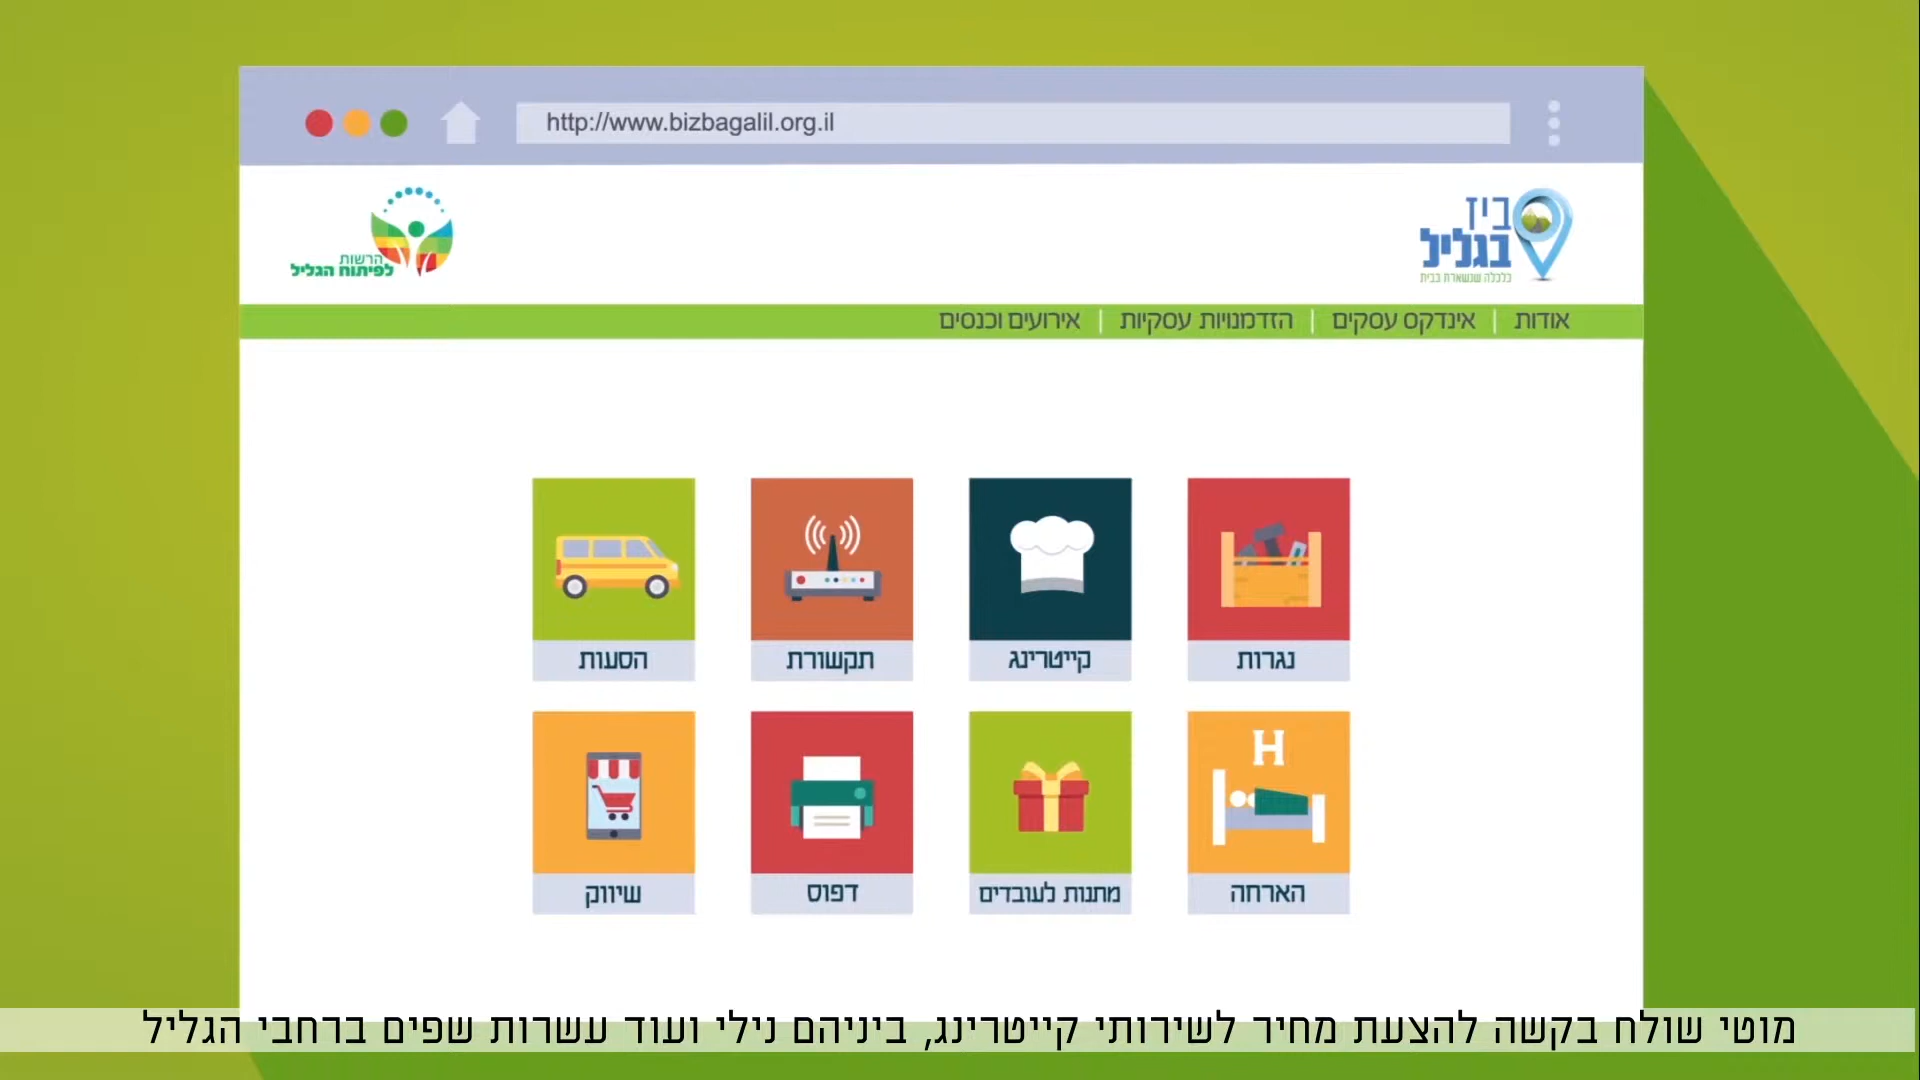 http://www.bizbagalil.org.il
ביז
בגליל
כלכלה שנשארת בבית
הרשות
לפיתוח הגליל
אודות | אינדקס עסקים | הזדמנויות עסקיות | אירועים וכנסים
נגרות
קייטרינג
תקשורת
הסעות
H
הארחה
מתנות לעובדים
דפוס
שיווק
מוטי שולח בקשה להצעת מחיר לשירותי קייטרינג, ביניהם נילי ועוד עשרות שפים ברחבי הגליל